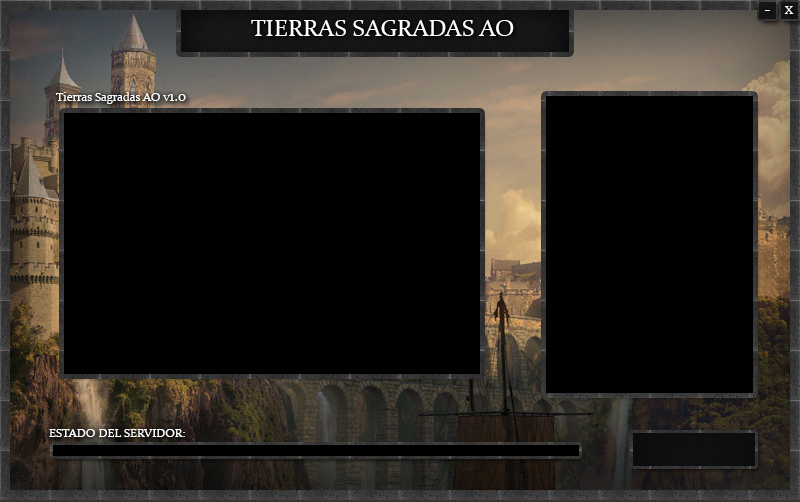 TIERRAS SAGRADAS AO
- X
Tierras Sagradas AO v1.0
ESTADO DEL SERVIDOR: